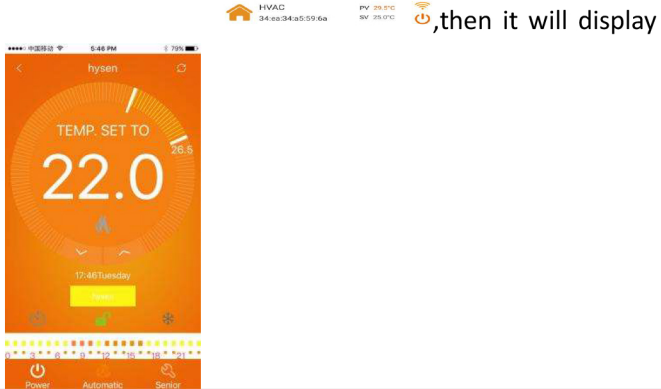 HVAC PV 29.5°C
34:ea:34:a5:59:6a SV 25.0°C ,then it will display
中国移动 5:46 PM 79%
hysen
TEMP. SET TO
26.5
22.0
17:46Tuesday
0 3 6 9 12 15 18 21
Power Automatic Senior